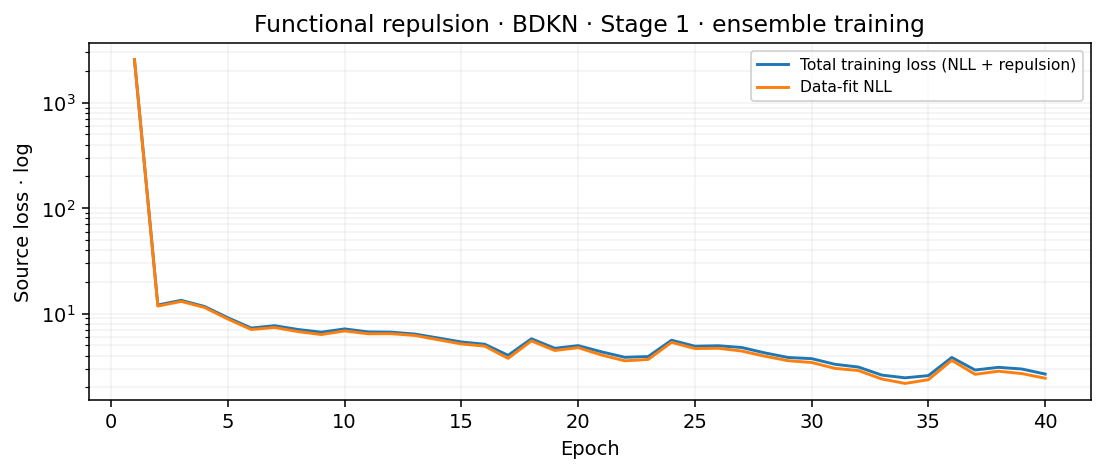 Functional repulsion · BDKN · Stage 1 · ensemble training
Total training loss (NLL + repulsion)
Data-fit NLL
Source loss · log
10³
10²
10¹
0 5 10 15 20 25 30 35 40
Epoch